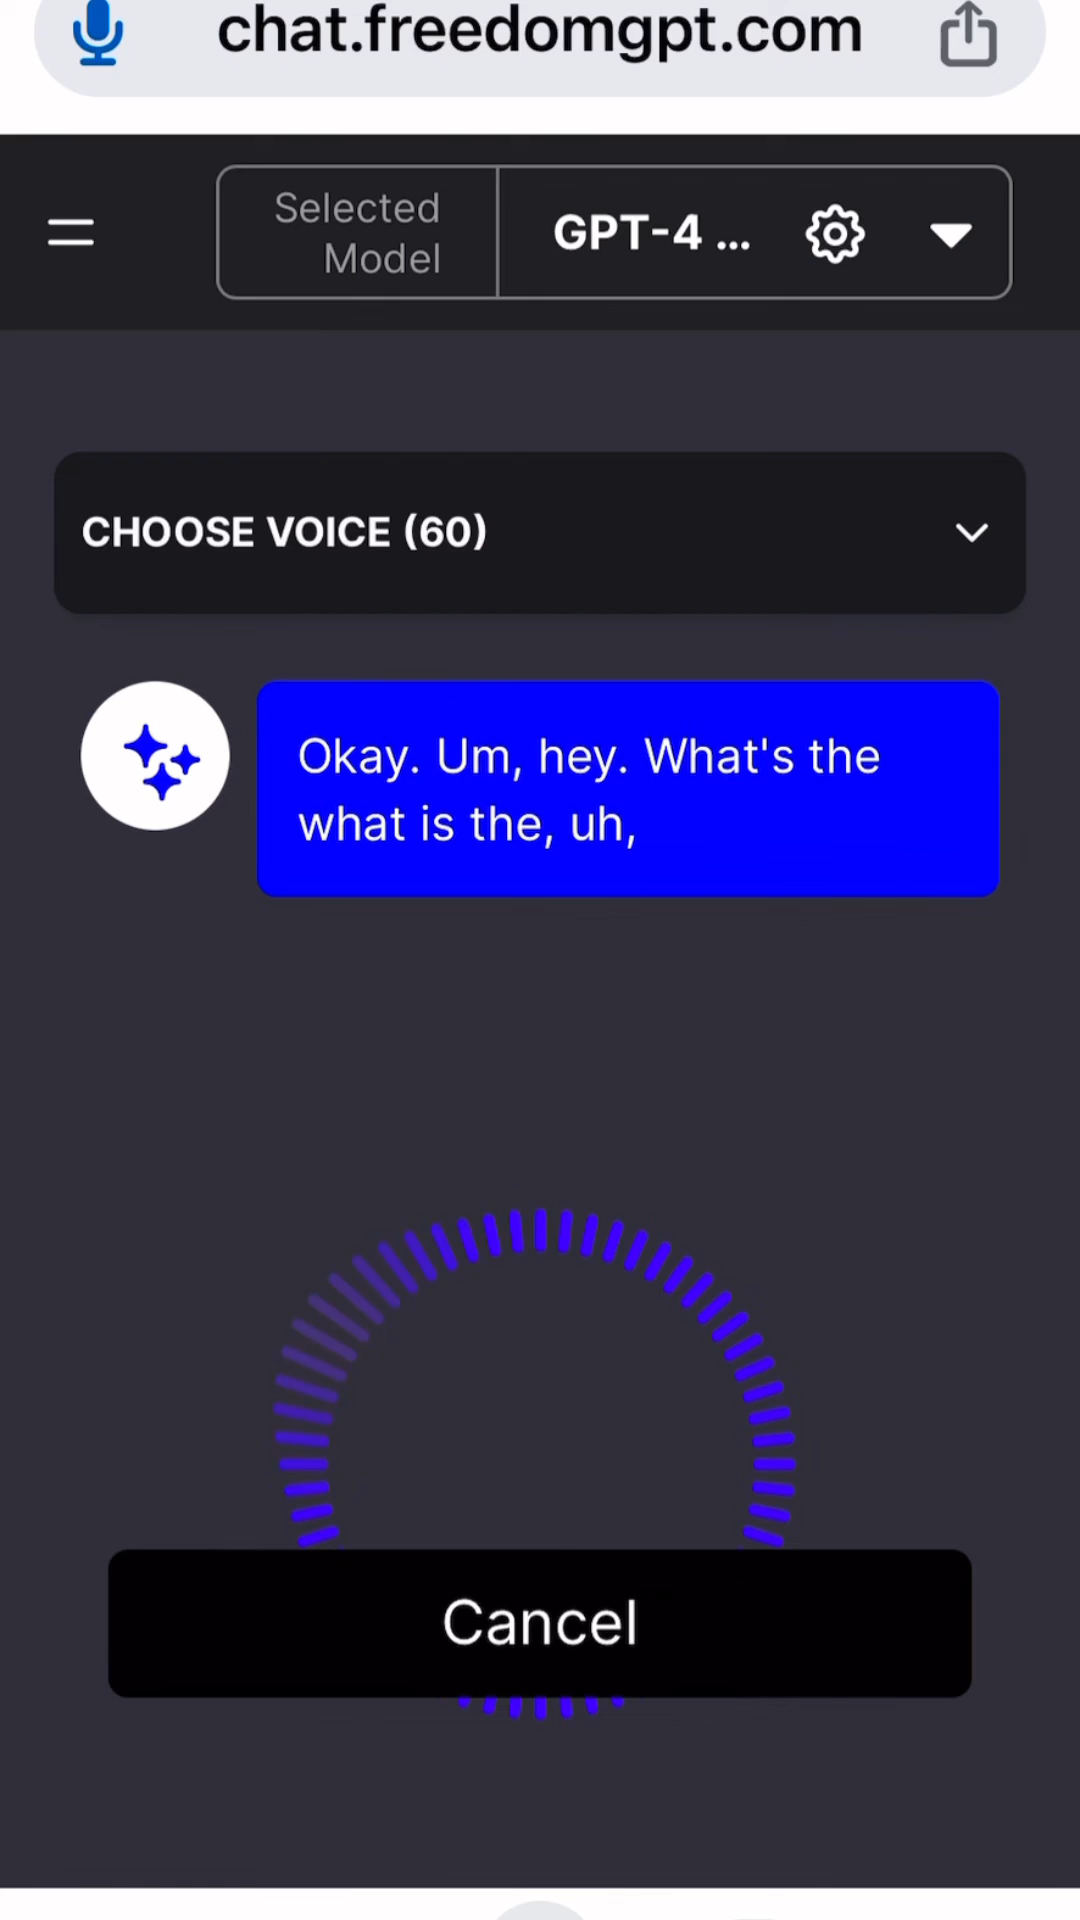 chat.freedomgpt.com
Selected
Model
GPT-4 ...
CHOOSE VOICE (60)
Okay. Um, hey. What's the
what is the, uh,
Cancel